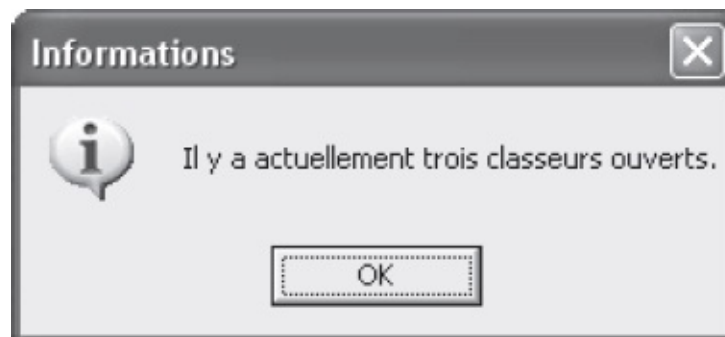 Informations
Il y a actuellement trois classeurs ouverts.
OK